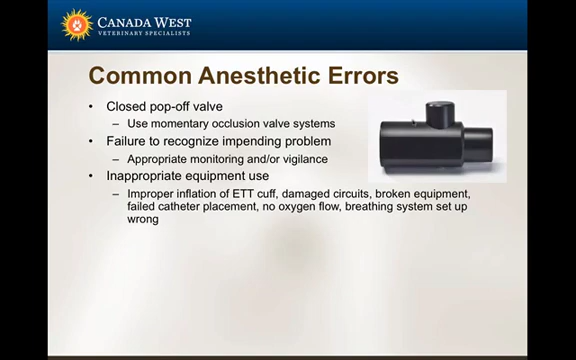 CANADA WEST
VETERINARY SPECIALISTS
Common Anesthetic Errors
• Closed pop-off valve
– Use momentary occlusion valve systems
• Failure to recognize impending problem
– Appropriate monitoring and/or vigilance
• Inappropriate equipment use
– Improper inflation of ETT cuff, damaged circuits, broken equipment,
failed catheter placement, no oxygen flow, breathing system set up
wrong